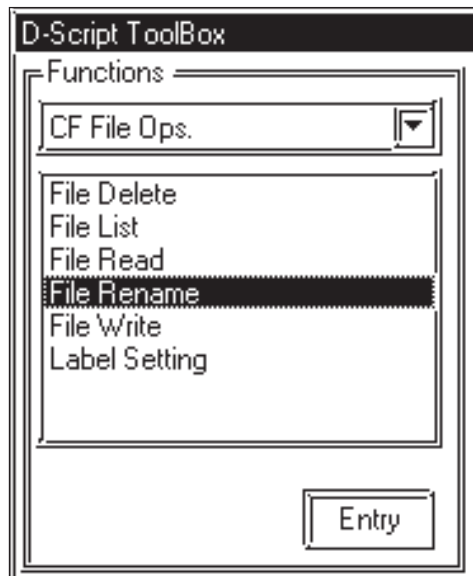 D-Script ToolBox
Functions
CF File Ops.
File Delete
File List
File Read
File Rename
File Write
Label Setting
Entry